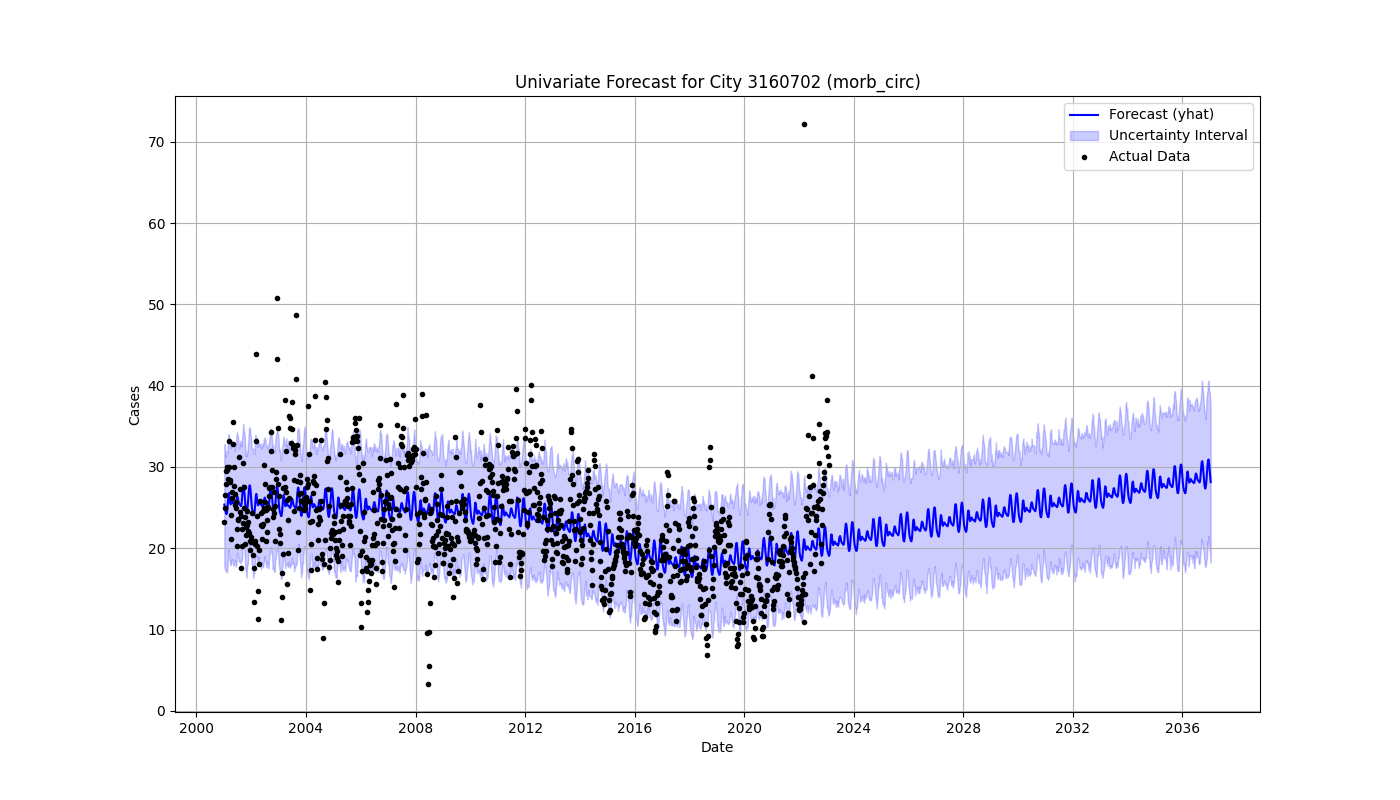 Univariate Forecast for City 3160702 (morb_circ)
Forecast (yhat)
Uncertainty Interval
Actual Data
70
60
50
40
30
20
10
0
Cases
2000 2004 2008 2012 2016 2020 2024 2028 2032 2036
Date